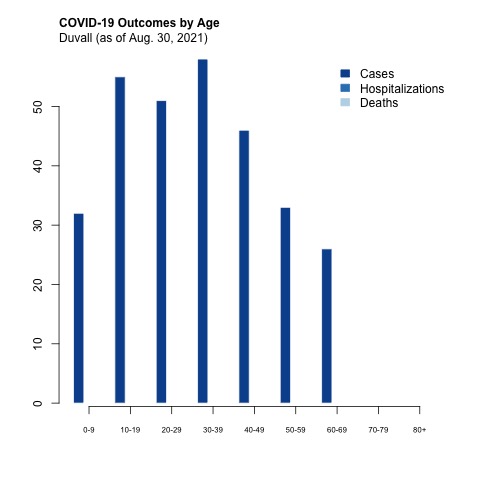 COVID-19 Outcomes by Age
Duvall (as of Aug. 30, 2021)
Cases
Hospitalizations
Deaths
50
40
30
20
10
0
0-9 10-19 20-29 30-39 40-49 50-59 60-69 70-79 80+